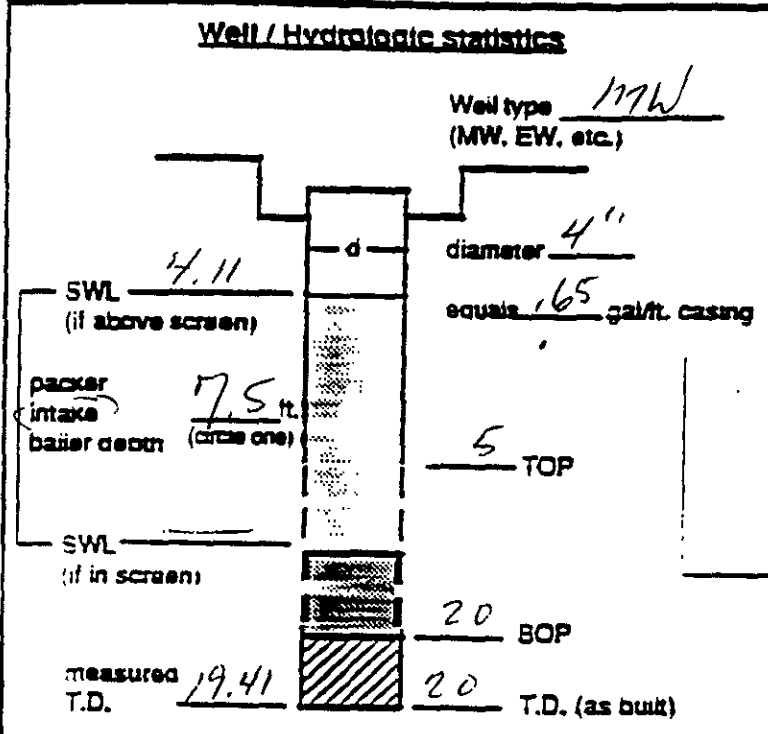 Well / Hydrologic statistics
Well type MW
(MW, EW, etc.)
d
diameter 4"
SWL 4.11
(if above screen)
equals .65 gal/ft. casing
packer
intake 7.5 ft.
bailer depth (circle one)
5 TOP
SWL
(if in screen)
20 BOP
measured
T.D. 19.41
20 T.D. (as built)